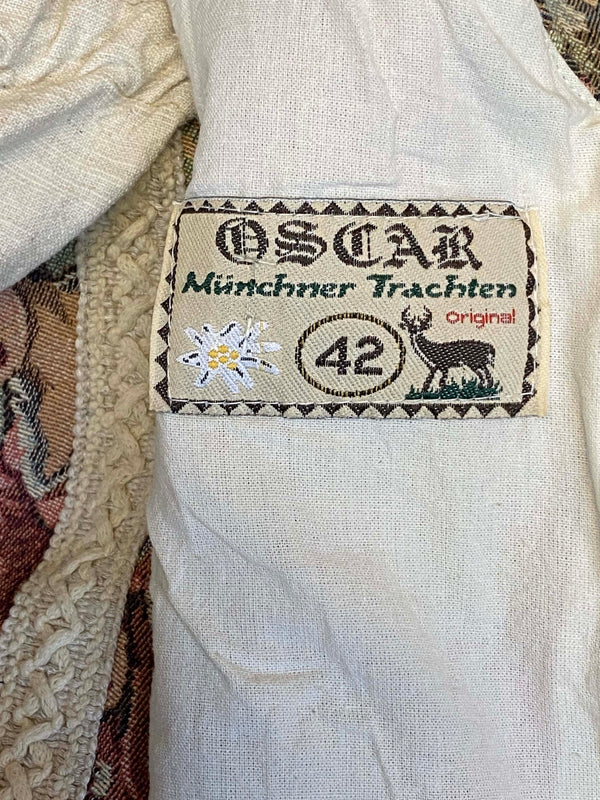 OSCAR
Münchner Trachten
original
42